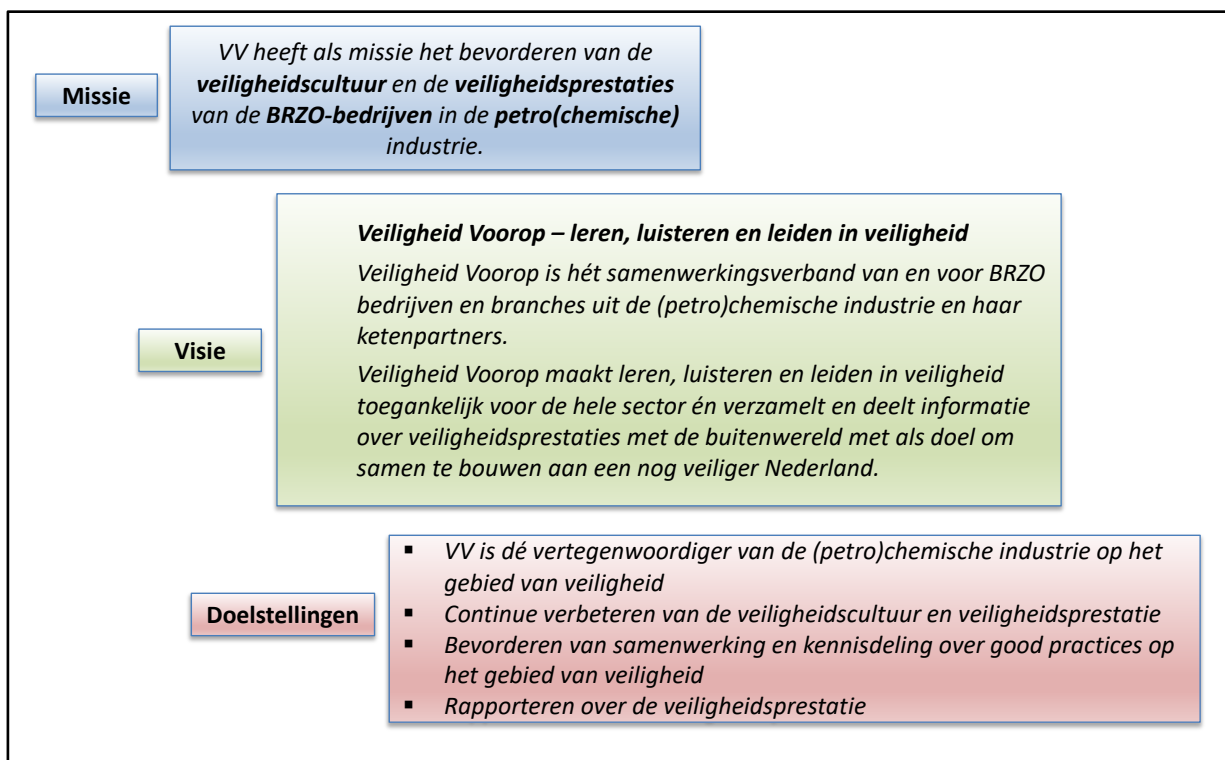 Missie
VV heeft als missie het bevorderen van de
veiligheidscultuur en de veiligheidsprestaties
van de BRZO-bedrijven in de petro(chemische)
industrie.
Visie
Veiligheid Voorop – leren, luisteren en leiden in veiligheid
Veiligheid Voorop is hét samenwerkingsverband van en voor BRZO
bedrijven en branches uit de (petro)chemische industrie en haar
ketenpartners.
Veiligheid Voorop maakt leren, luisteren en leiden in veiligheid
toegankelijk voor de hele sector én verzamelt en deelt informatie
over veiligheidsprestaties met de buitenwereld met als doel om
samen te bouwen aan een nog veiliger Nederland.
Doelstellingen
▪ VV is dé vertegenwoordiger van de (petro)chemische industrie op het
gebied van veiligheid
▪ Continue verbeteren van de veiligheidscultuur en veiligheidsprestatie
▪ Bevorderen van samenwerking en kennisdeling over good practices op
het gebied van veiligheid
▪ Rapporteren over de veiligheidsprestatie